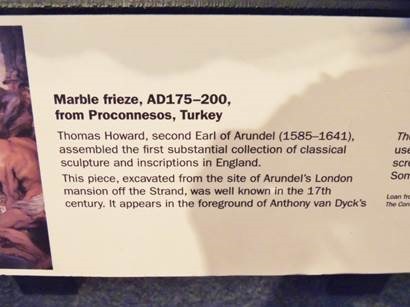 Marble frieze, AD175–200,
from Proconnesos, Turkey
Thomas Howard, second Earl of Arundel (1585–1641),
assembled the first substantial collection of classical
sculpture and inscriptions in England.
This piece, excavated from the site of Arundel's London
mansion off the Strand, was well known in the 17th
century. It appears in the foreground of Anthony van Dyck's
Th
use
scr
Som
Loan fro
The Con